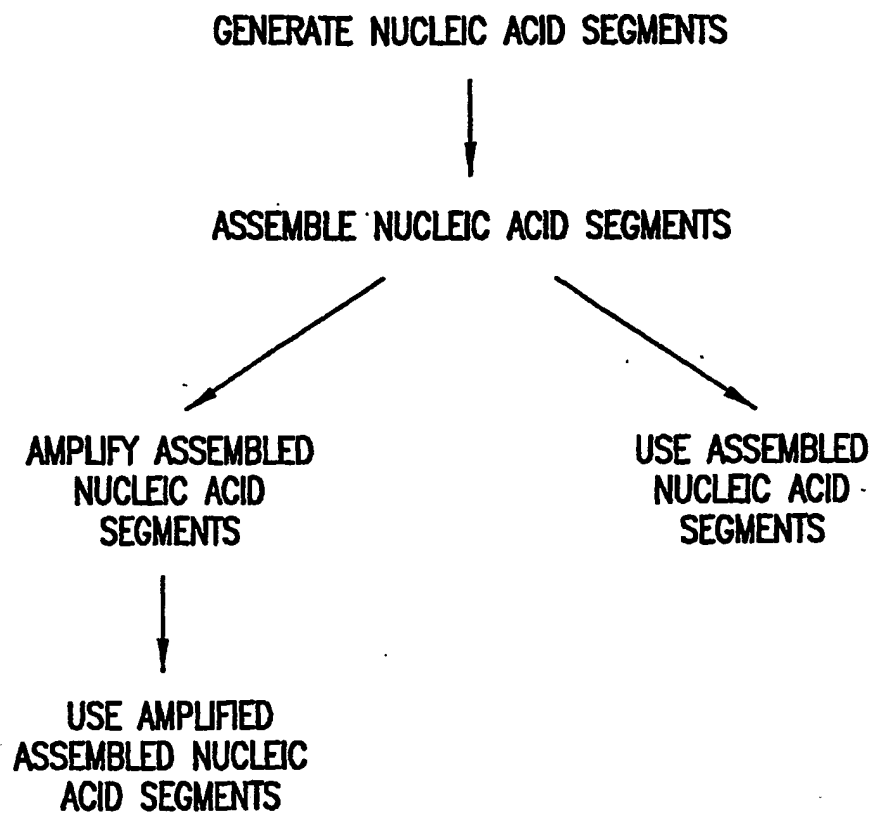 GENERATE NUCLEIC ACID SEGMENTS
ASSEMBLE NUCLEIC ACID SEGMENTS
AMPLIFY ASSEMBLED
NUCLEIC ACID
SEGMENTS
USE ASSEMBLED
NUCLEIC ACID
SEGMENTS
USE AMPLIFIED
ASSEMBLED NUCLEIC
ACID SEGMENTS